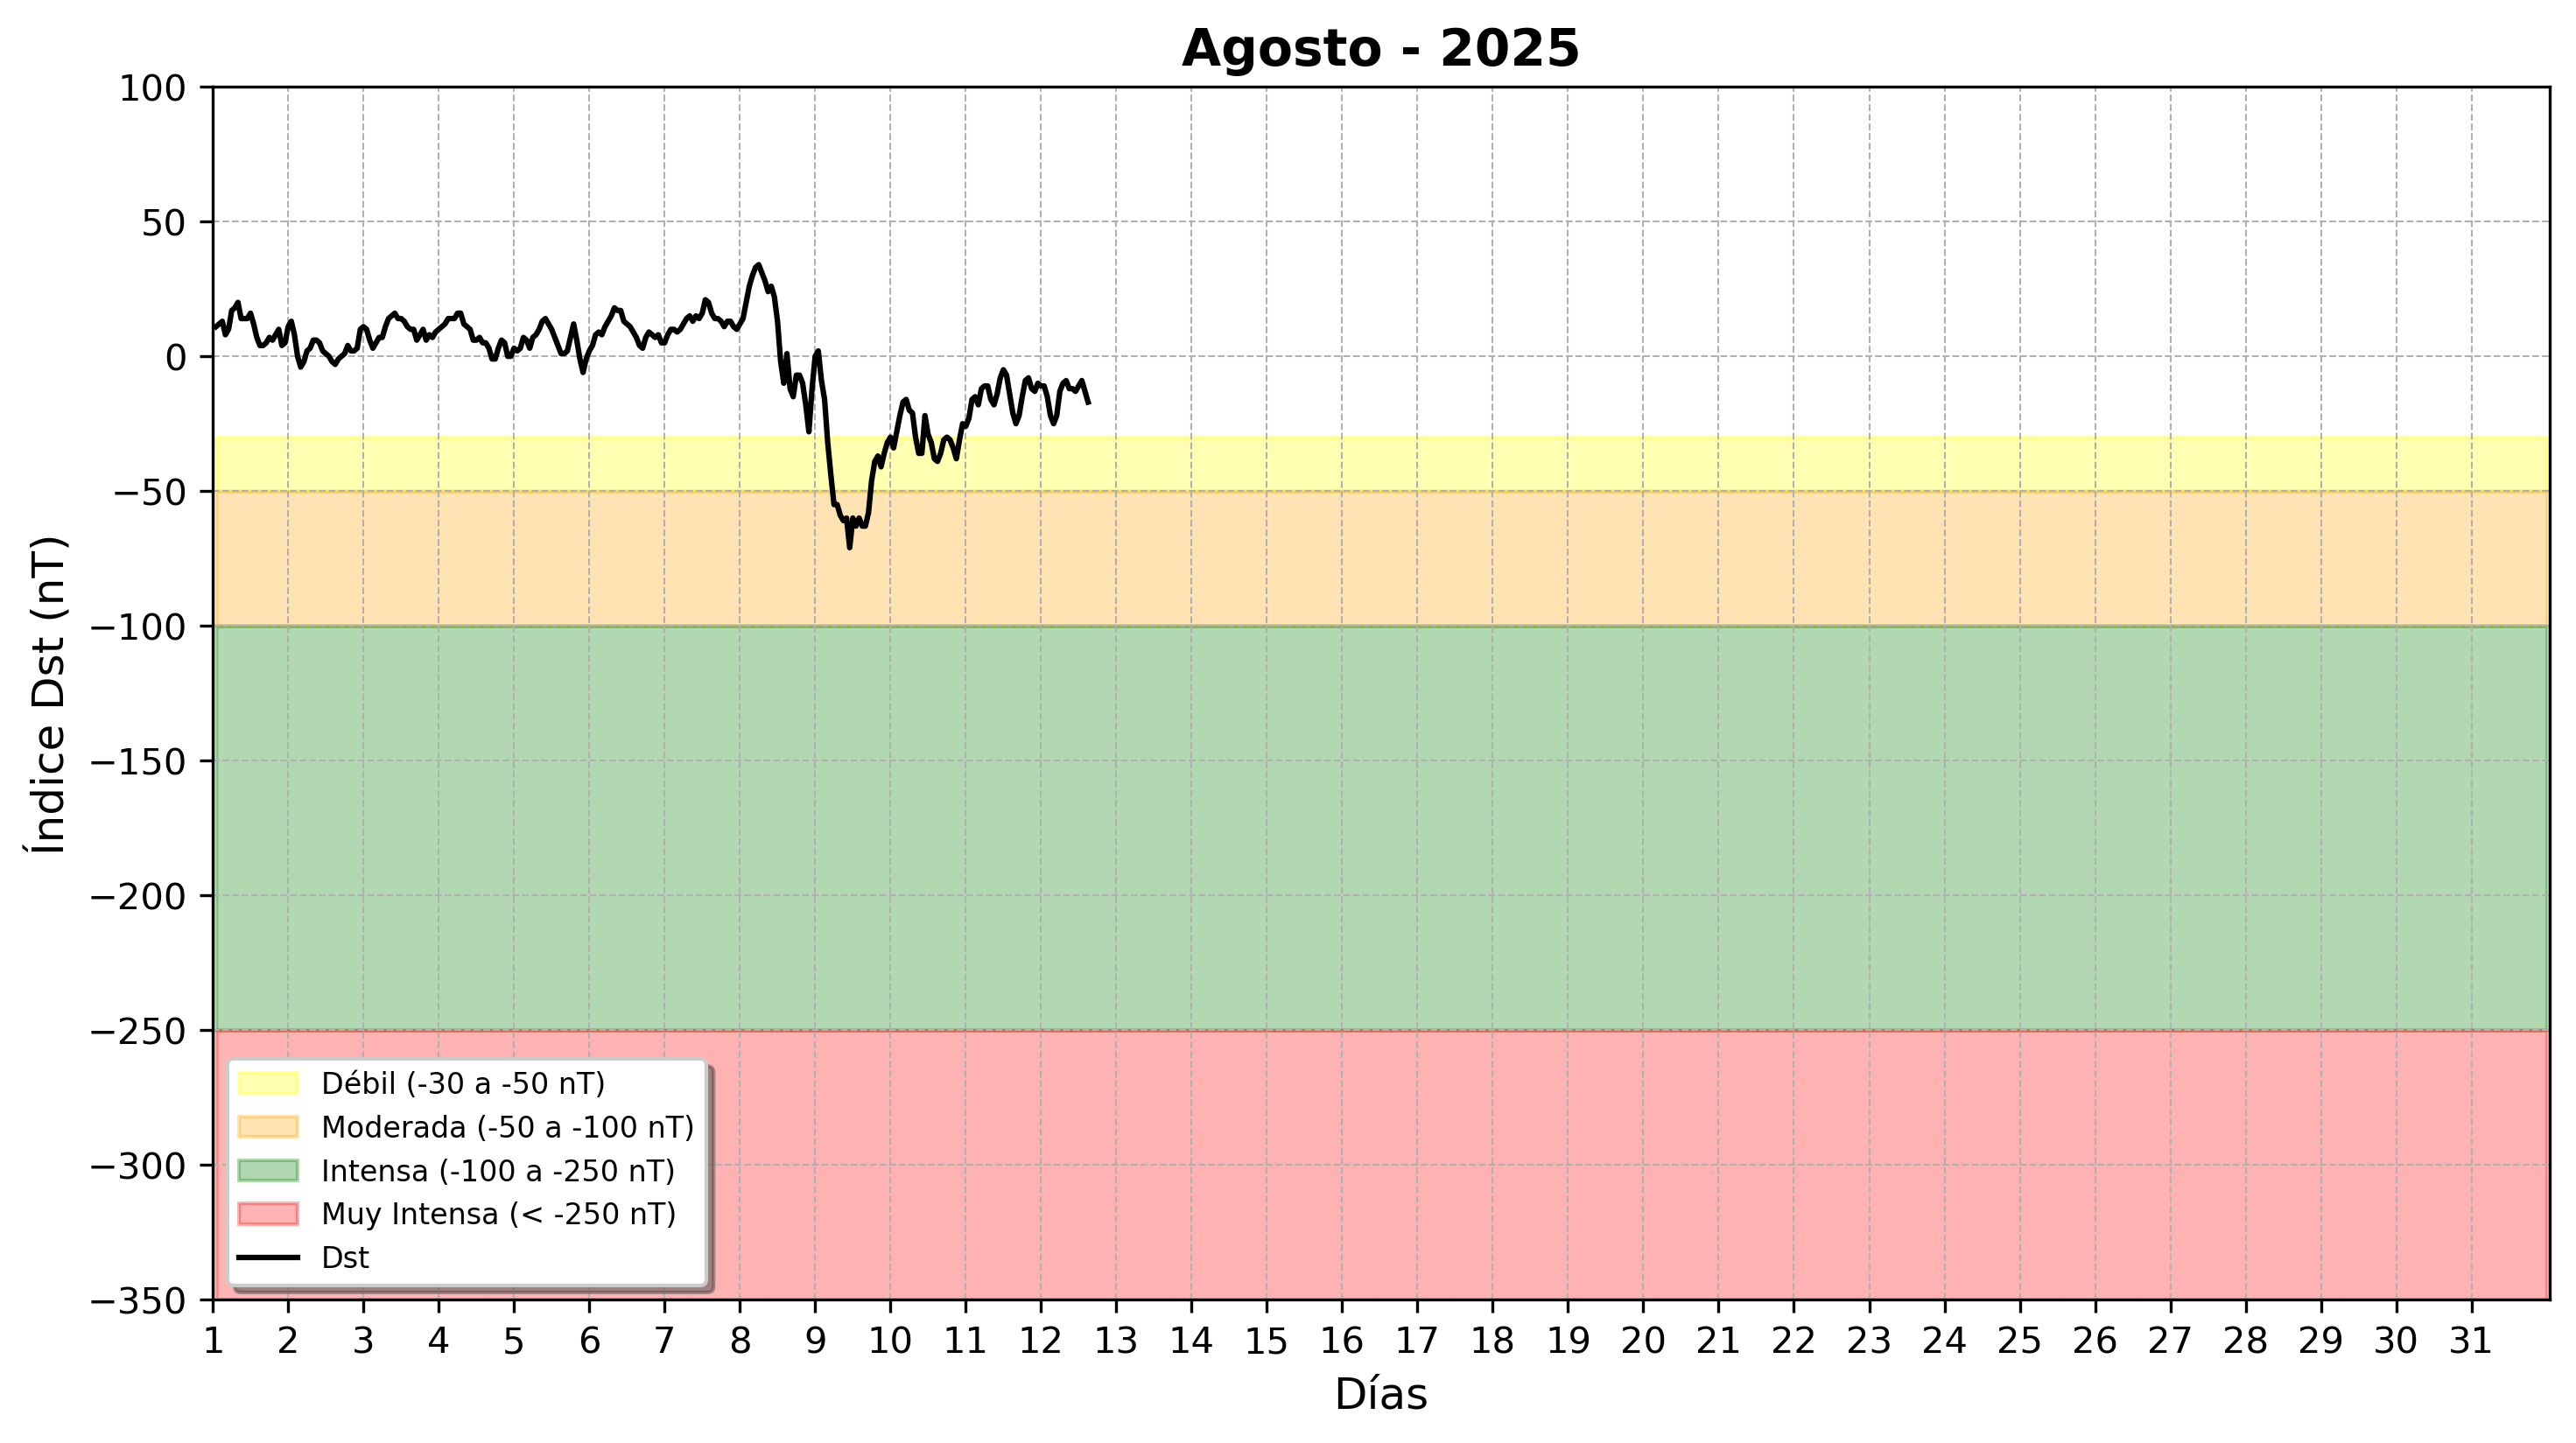 Agosto - 2025
Índice Dst (nT)
100
50
0
−50
−100
−150
−200
−250
−300
−350
Débil (-30 a -50 nT)
Moderada (-50 a -100 nT)
Intensa (-100 a -250 nT)
Muy Intensa (< -250 nT)
Dst
1 2 3 4 5 6 7 8 9 10 11 12 13 14 15 16 17 18 19 20 21 22 23 24 25 26 27 28 29 30 31
Días